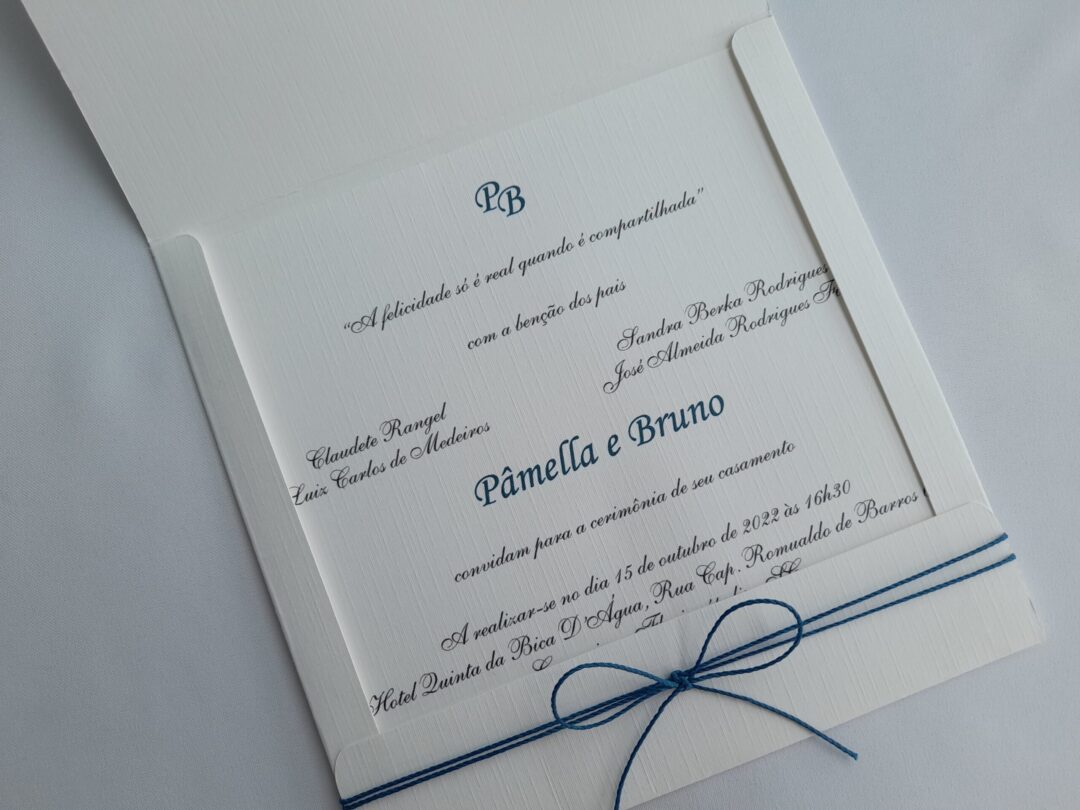 PB
“A felicidade só é real quando é compartilhada”
com a benção dos pais
Claudete Rangel
Luiz Carlos de Medeiros
Sandra Berka Rodrigues
José Almeida Rodrigues
Pâmella e Bruno
convidam para a cerimônia de seu casamento
A realizar-se no dia 15 de outubro de 2022 às 16h30
Hotel Quinta da Bica D'Água, Rua Cap. Romualdo de Barros